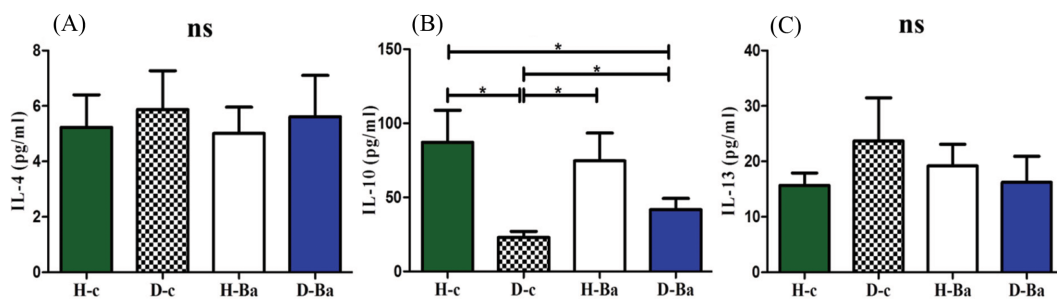 (A)
ns
IL-4 (pg/ml)
8
6
4
2
0
H-c D-c H-Ba D-Ba
(B)
IL-10 (pg/ml)
150
100
50
0
*
*
* *
H-c D-c H-Ba D-Ba
(C)
ns
IL-13 (pg/ml)
40
30
20
10
0
H-c D-c H-Ba D-Ba